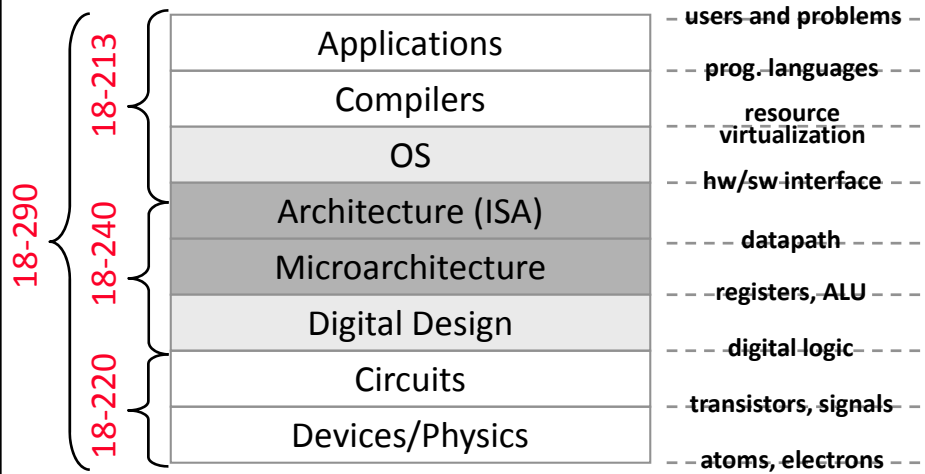 18-290
18-213
18-240
18-220
Applications
Compilers
OS
Architecture (ISA)
Microarchitecture
Digital Design
Circuits
Devices/Physics
users and problems
prog. languages
resource
virtualization
hw/sw interface
datapath
registers, ALU
digital logic
transistors, signals
atoms, electrons